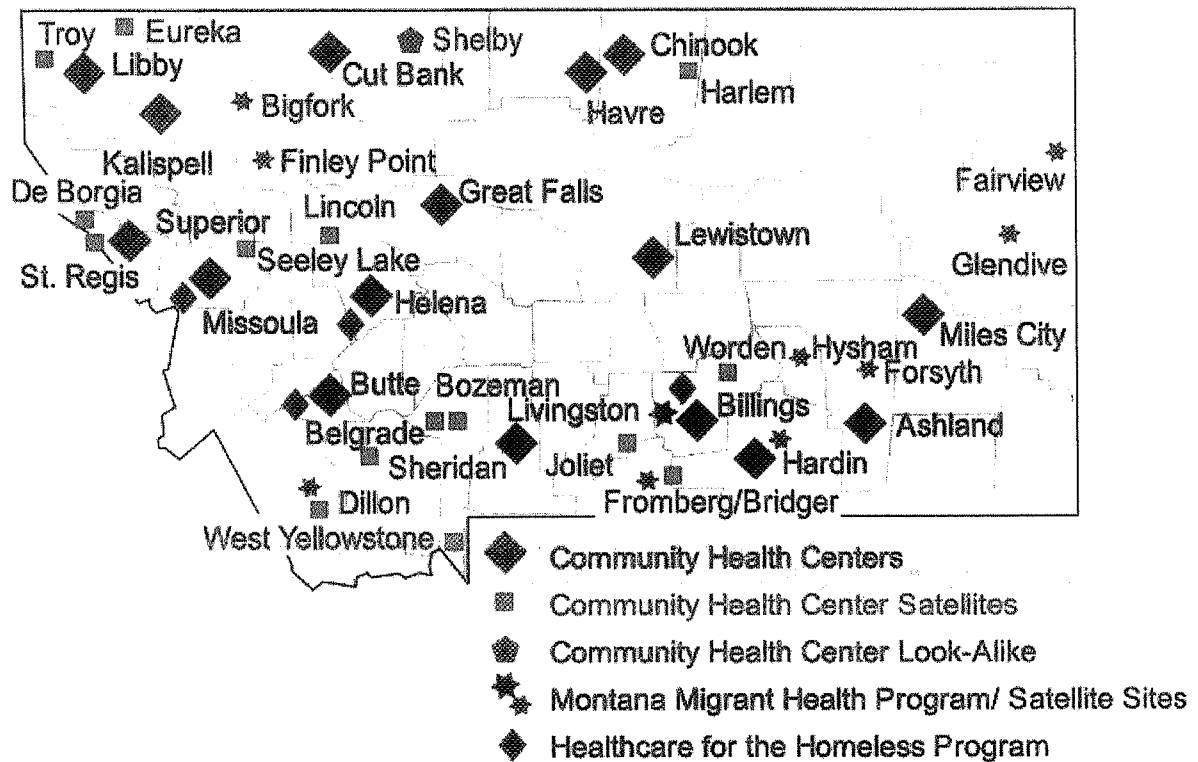 Troy
Eureka
Libby
Cut Bank
Shelby
Chinook
Havre
Harlem
Bigfork
Kalispell
Finley Point
Fairview
De Borgia
Superior
Lincoln
Great Falls
Lewistown
Glendive
St. Regis
Seeley Lake
Missoula
Helena
Miles City
Worden
Hysham
Forsyth
Butte
Bozeman
Livingston
Billings
Ashland
Belgrade
Sheridan
Joliet
Hardin
Dillon
Fromberg/Bridger
West Yellowstone
Community Health Centers
Community Health Center Satellites
Community Health Center Look-Alike
Montana Migrant Health Program/ Satellite Sites
Healthcare for the Homeless Program